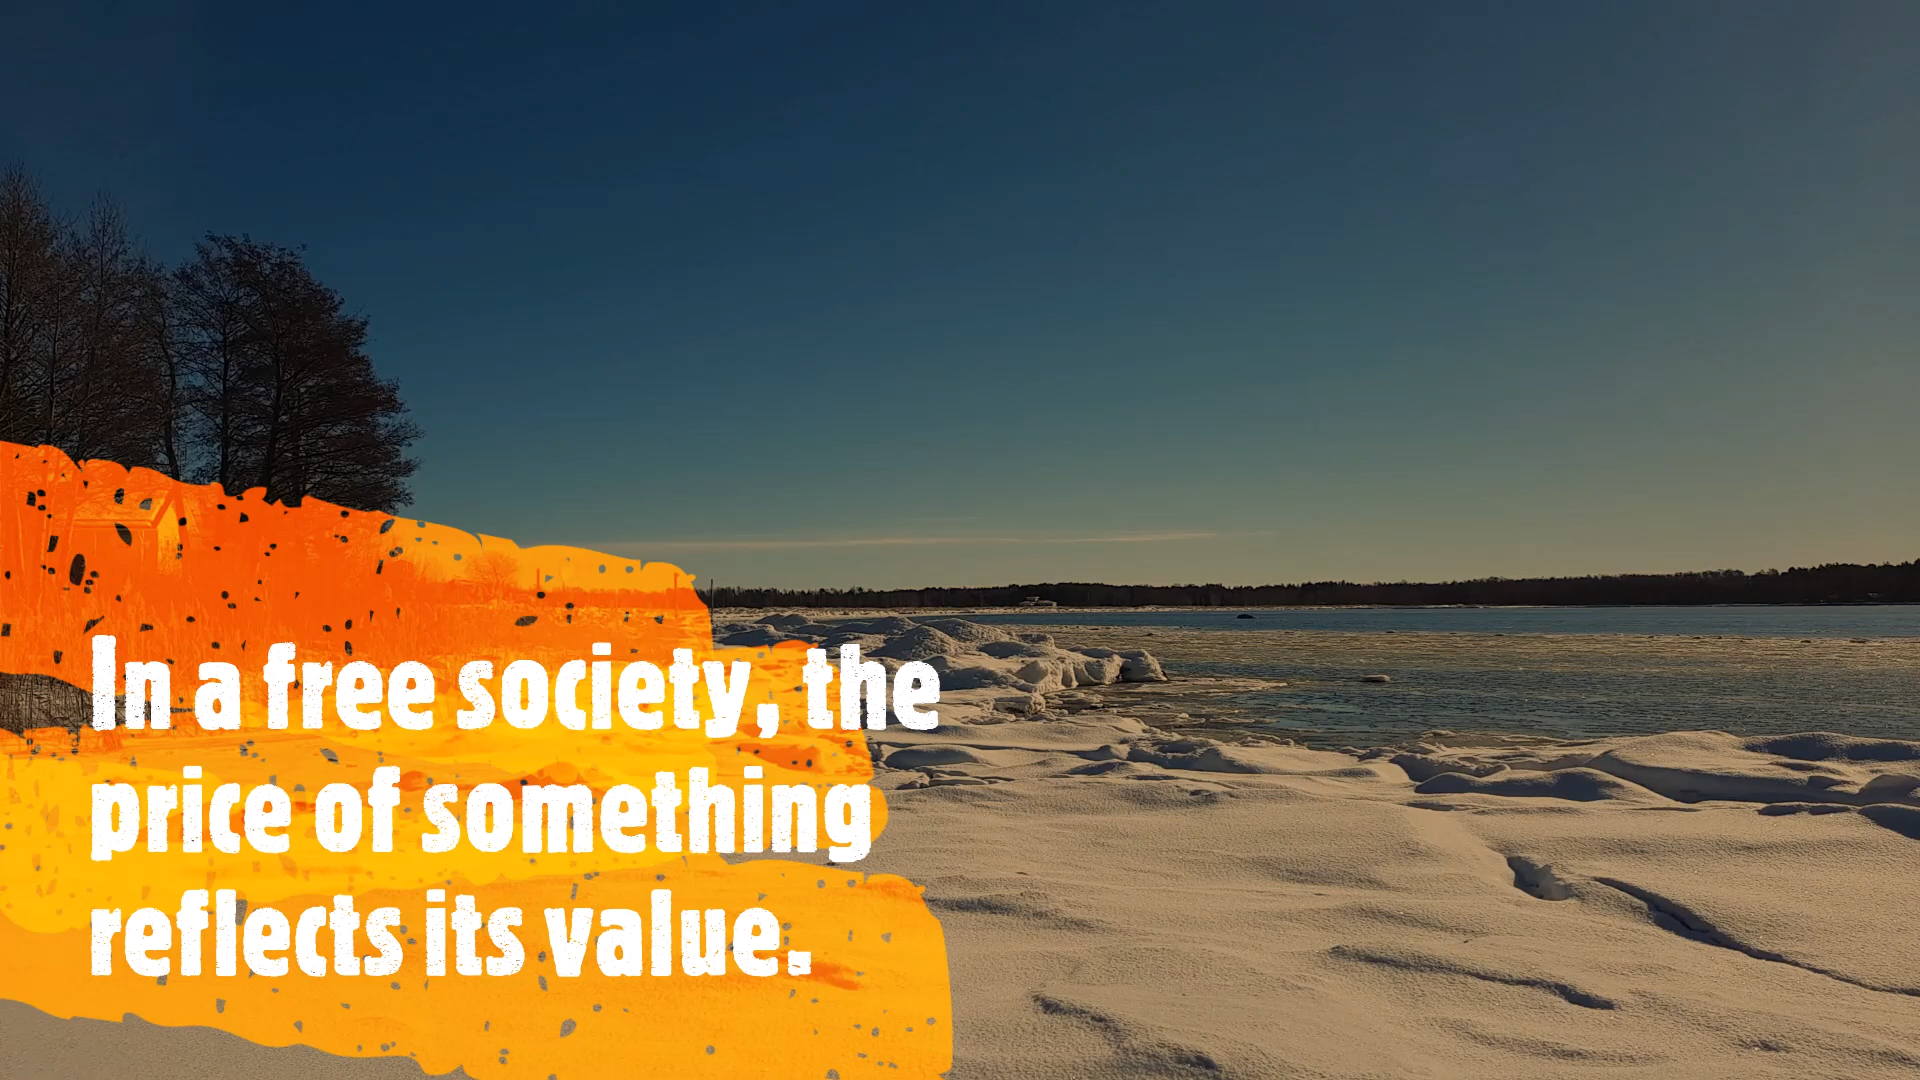 In a free society, the
price of something
reflects its value.